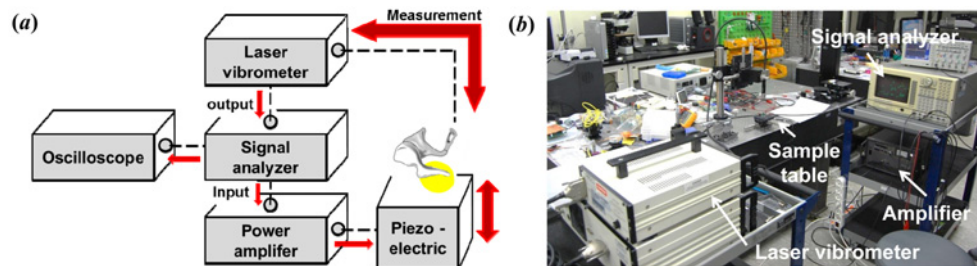 (a)
Measurement
Laser
vibrometer
output
Oscilloscope
Signal
analyzer
Input
Power
amplifer
Piezo -
electric
(b)
Signal analyzer
Sample
table
Amplifier
Laser vibrometer